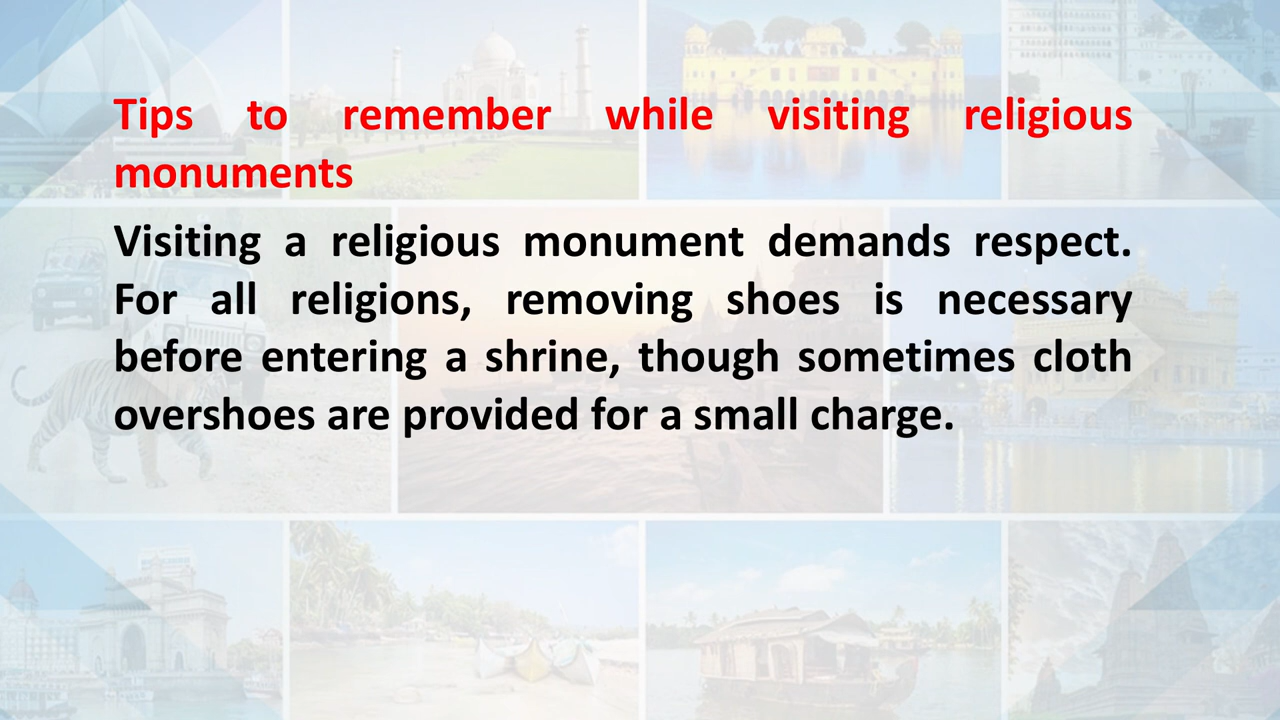 Tips to remember while visiting religious
monuments
Visiting a religious monument demands respect.
For all religions, removing shoes is necessary
before entering a shrine, though sometimes cloth
overshoes are provided for a small charge.